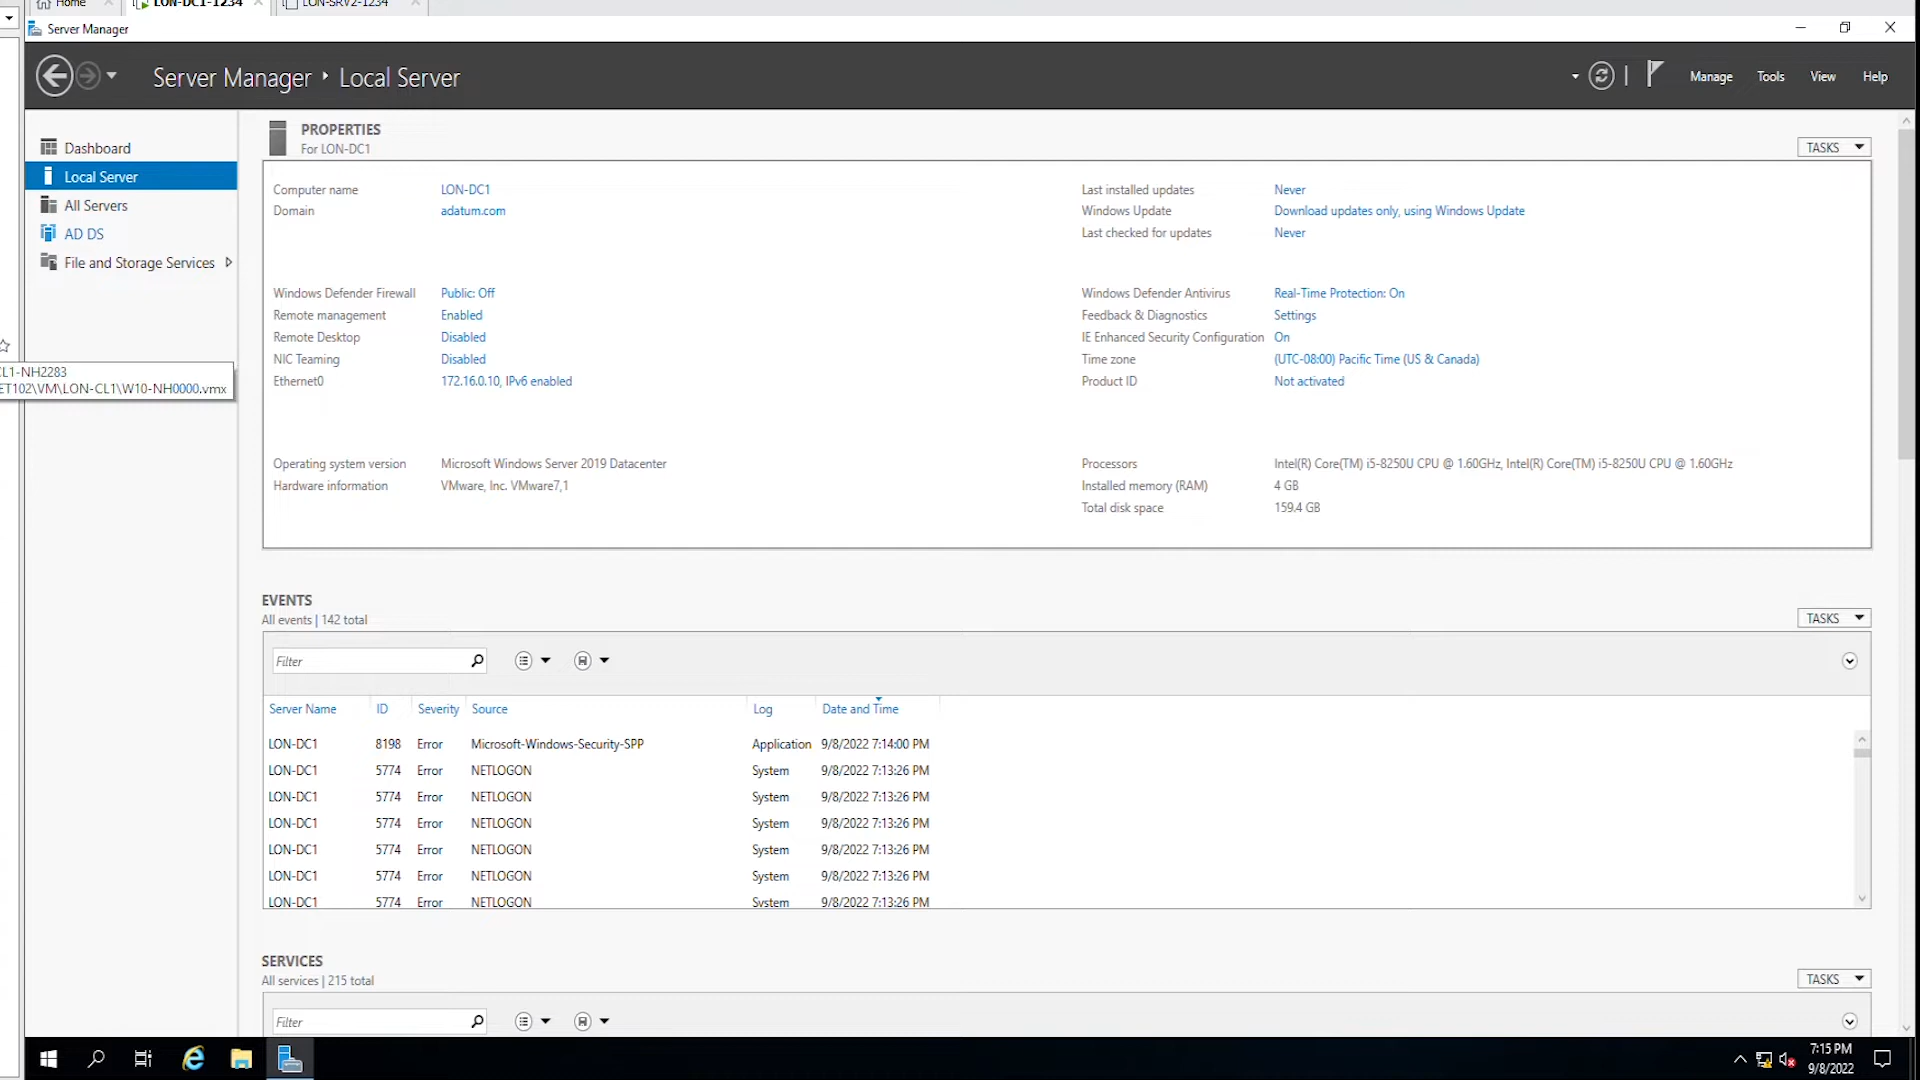 Home
LON-DC1-1234
LON-SRV2-1234
Server Manager
Server Manager
Local Server
Manage
Tools
View
Help
Dashboard
Local Server
All Servers
AD DS
File and Storage Services
CL1-NH2283
ET102\VM\LON-CL1\W10-NH0000.vmx
PROPERTIES
For LON-DC1
TASKS
Computer name LON-DC1
Domain adatum.com
Last installed updates Never
Windows Update Download updates only, using Windows Update
Last checked for updates Never
Windows Defender Firewall Public: Off
Remote management Enabled
Remote Desktop Disabled
NIC Teaming Disabled
Ethernet0 172.16.0.10, IPv6 enabled
Windows Defender Antivirus Real-Time Protection: On
Feedback & Diagnostics Settings
IE Enhanced Security Configuration On
Time zone (UTC-08:00) Pacific Time (US & Canada)
Product ID Not activated
Operating system version Microsoft Windows Server 2019 Datacenter
Hardware information VMware, Inc. VMware7,1
Processors Intel(R) Core(TM) i5-8250U CPU @ 1.60GHz, Intel(R) Core(TM) i5-8250U CPU @ 1.60GHz
Installed memory (RAM) 4 GB
Total disk space 159.4 GB
EVENTS
All events | 142 total
TASKS
Filter
Server Name ID Severity Source Log Date and Time
LON-DC1 8198 Error Microsoft-Windows-Security-SPP Application 9/8/2022 7:14:00 PM
LON-DC1 5774 Error NETLOGON System 9/8/2022 7:13:26 PM
LON-DC1 5774 Error NETLOGON System 9/8/2022 7:13:26 PM
LON-DC1 5774 Error NETLOGON System 9/8/2022 7:13:26 PM
LON-DC1 5774 Error NETLOGON System 9/8/2022 7:13:26 PM
LON-DC1 5774 Error NETLOGON System 9/8/2022 7:13:26 PM
LON-DC1 5774 Error NETLOGON System 9/8/2022 7:13:26 PM
SERVICES
All services | 215 total
TASKS
Filter
7:15 PM
9/8/2022